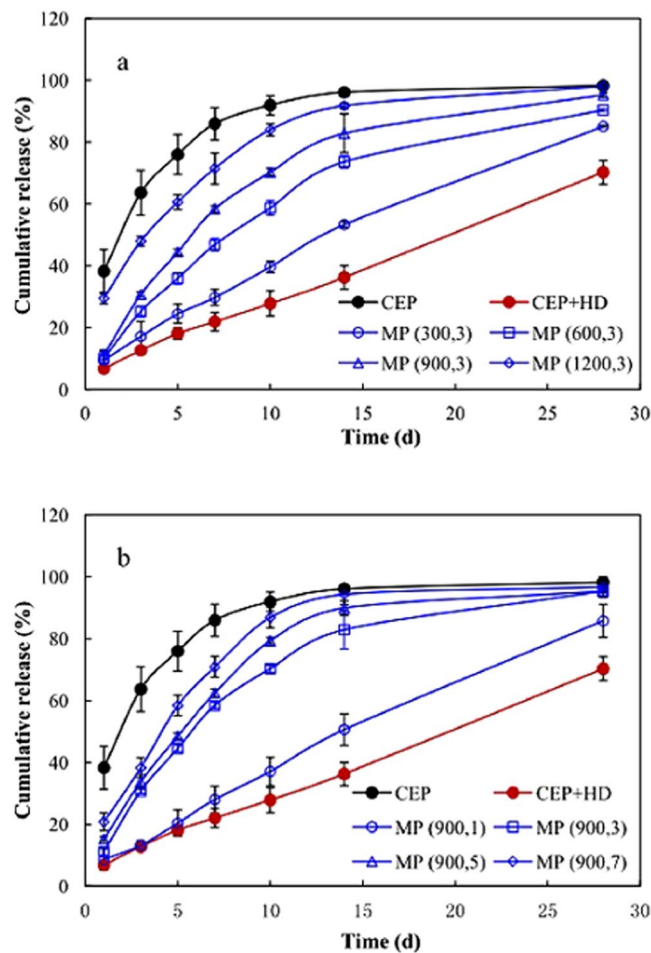 120
a
100
80
60
40
20
0
Cumulative release (%)
CEP CEP+HD
MP (300,3) MP (600,3)
MP (900,3) MP (1200,3)
0 5 10 15 20 25 30
Time (d)
120
b
100
80
60
40
20
0
Cumulative release (%)
CEP CEP+HD
MP (900,1) MP (900,3)
MP (900,5) MP (900,7)
0 5 10 15 20 25 30
Time (d)